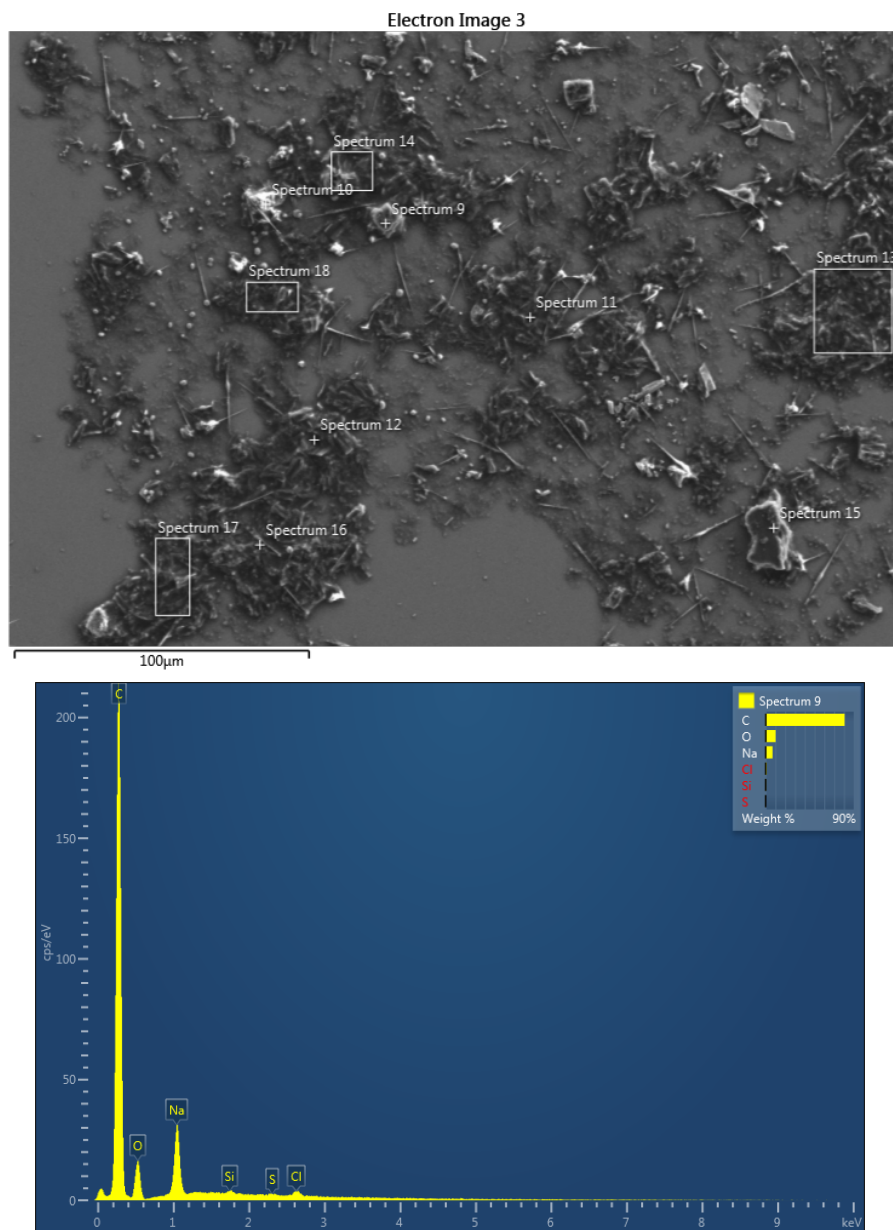 Electron Image 3
Spectrum 14
Spectrum 10
Spectrum 9
Spectrum 13
Spectrum 18
Spectrum 11
Spectrum 12
Spectrum 15
Spectrum 17
Spectrum 16
100µm
C
200
150
100
50
0
cps/eV
O
Na
Si
S
Cl
Spectrum 9
C
O
Na
Cl
Si
S
Weight % 90%
0 1 2 3 4 5 6 7 8 9 keV